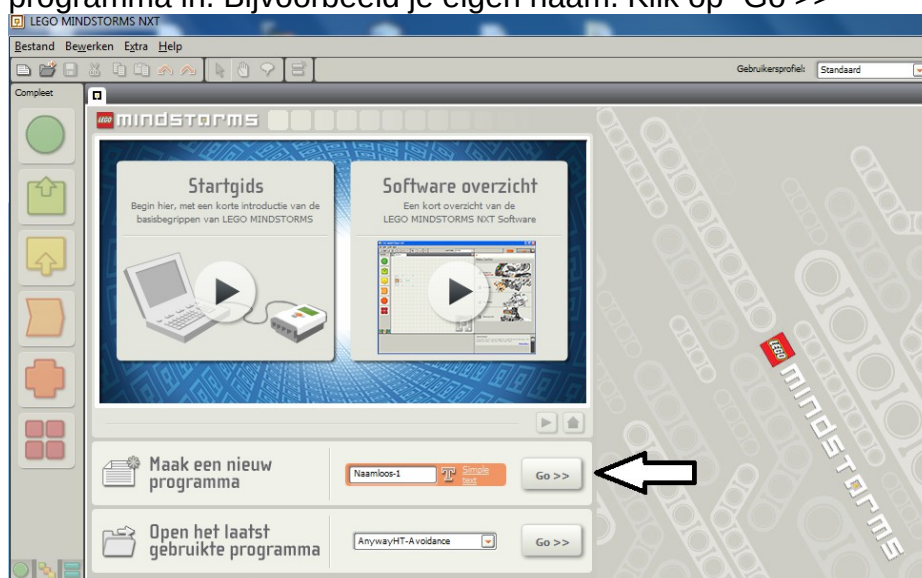 programma in. Bijvoorbeeld je eigen naam. Klik op "Go >>"
LEGO MINDSTORMS NXT
Bestand Bewerken Extra Help
Gebruikersprofiel: Standaard
Compleet
LEGO mindstorms
Startgids
Begin hier, met een korte introductie van de
basisbegrippen van LEGO MINDSTORMS
Software overzicht
Een kort overzicht van de
LEGO MINDSTORMS NXT Software
Maak een nieuw
programma
Naamloos-1
T Simple
text
Go >>
Open het laatst
gebruikte programma
AnywayHT-Avoidance
Go >>
LEGO mindstorms